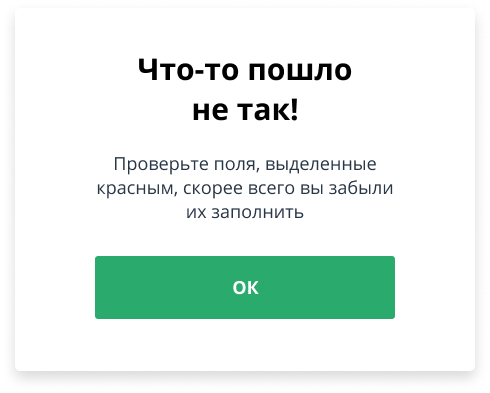 Что-то пошло
не так!
Проверьте поля, выделенные
красным, скорее всего вы забыли
их заполнить
ОК